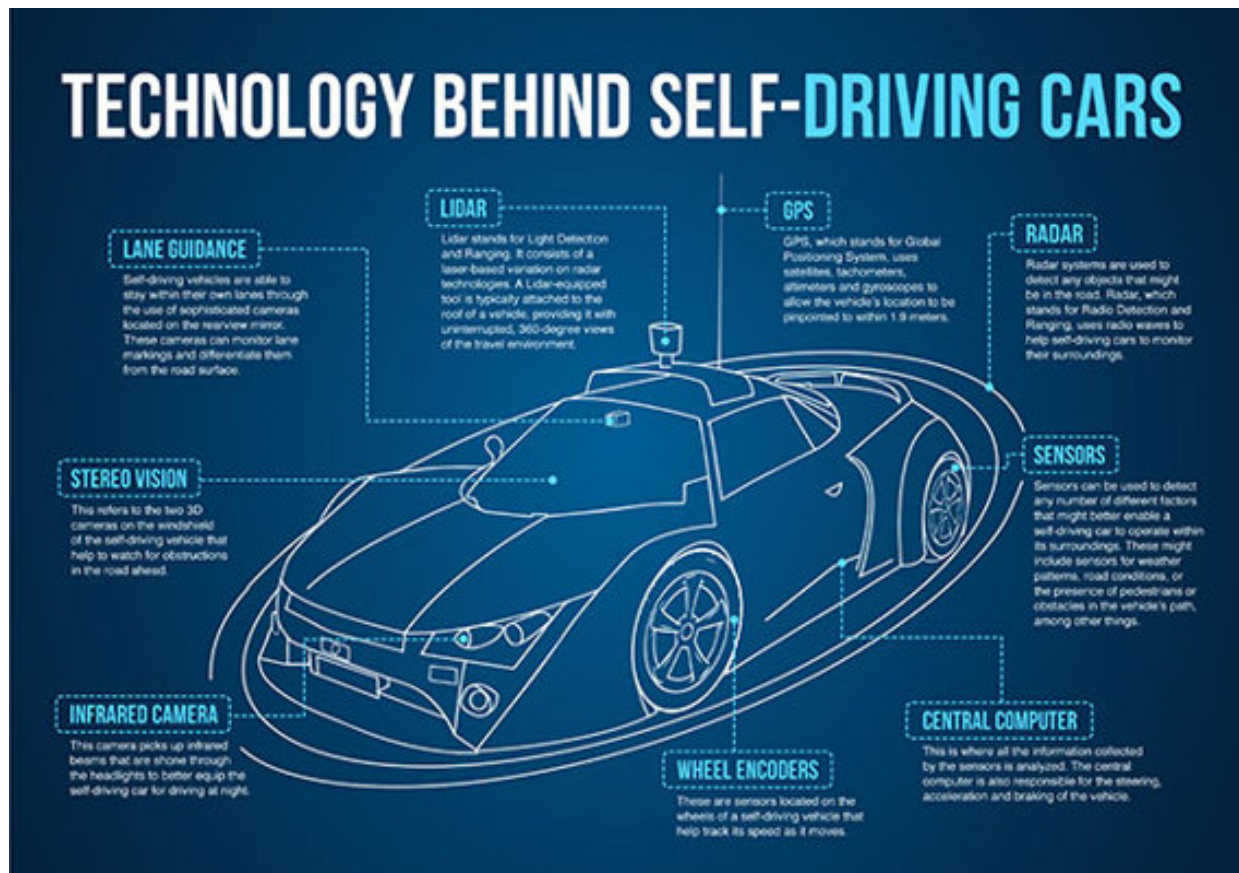 TECHNOLOGY BEHIND SELF-DRIVING CARS
LANE GUIDANCE
Self-driving vehicles are able to
stay within their own lanes through
the use of sophisticated cameras
located on the rearview mirror.
These cameras can monitor lane
markings and differentiate them
from the road surface.
LIDAR
Lidar stands for Light Detection
and Ranging. It consists of a
laser-based variation on radar
technologies. A Lidar-equipped
tool is typically attached to the
roof of a vehicle, providing it with
uninterrupted, 360-degree views
of the travel environment.
GPS
GPS, which stands for Global
Positioning System, uses
satellites, tachometers,
altimeters and gyroscopes to
allow the vehicle's location to be
pinpointed to within 1.9 meters.
RADAR
Radar systems are used to
detect any objects that might
be in the road. Radar, which
stands for Radio Detection and
Ranging, uses radio waves to
help self-driving cars to monitor
their surroundings.
STEREO VISION
This refers to the two 3D
cameras on the windshield
of the self-driving vehicle that
help to watch for obstructions
in the road ahead.
SENSORS
Sensors can be used to detect
any number of different factors
that might better enable a
self-driving car to operate within
its surroundings. These might
include sensors for weather
patterns, road conditions, or
the presence of pedestrians or
obstacles in the vehicle's path,
among other things.
INFRARED CAMERA
This camera picks up infrared
beams that are shone through
the headlights to better equip the
self-driving car for driving at night.
WHEEL ENCODERS
These are sensors located on the
wheels of a self-driving vehicle that
help track its speed as it moves.
CENTRAL COMPUTER
This is where all the information collected
by the sensors is analyzed. The central
computer is also responsible for the steering,
acceleration and braking of the vehicle.